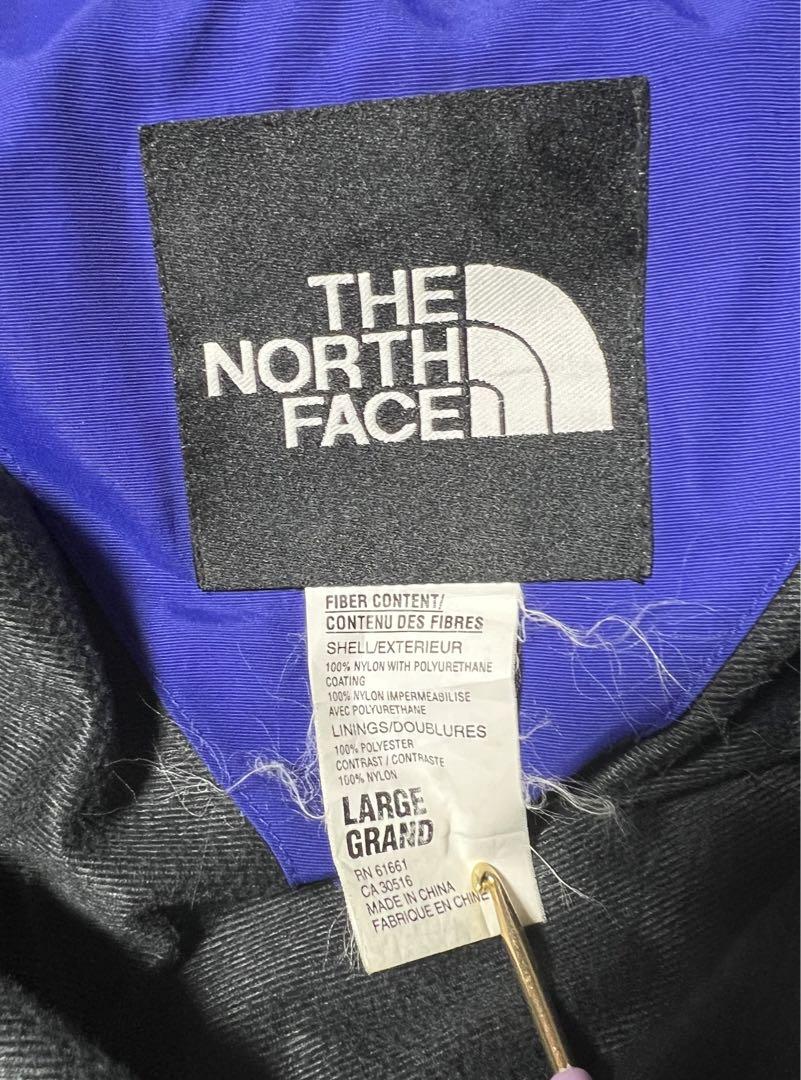 THE
NORTH
FACE
FIBER CONTENT/
CONTENU DES FIBRES
SHELL/EXTERIEUR
100% NYLON WITH POLYURETHANE
COATING
100% NYLON IMPERMEABILISE
AVEC POLYURETHANE
LININGS/DOUBLURES
100% POLYESTER
CONTRAST / CONTRASTE
100% NYLON
LARGE
GRAND
RN 61661
CA 30516
MADE IN CHINA
FABRIQUE EN CHINE